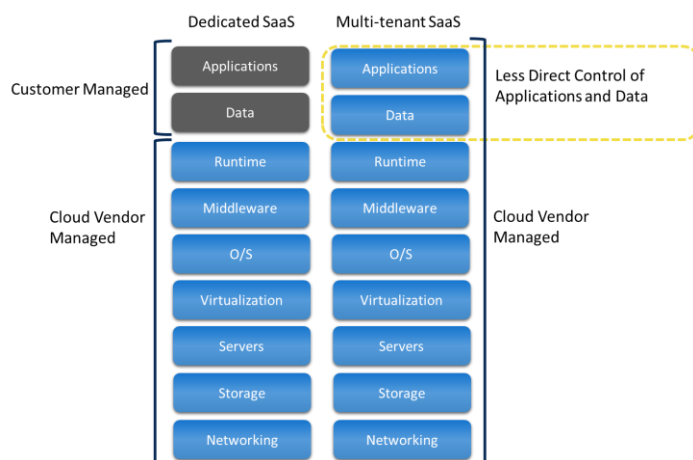 Dedicated SaaS
Multi-tenant SaaS
Customer Managed
Applications
Applications
Less Direct Control of
Applications and Data
Data
Data
Runtime
Runtime
Cloud Vendor
Managed
Middleware
Middleware
Cloud Vendor
Managed
O/S
O/S
Virtualization
Virtualization
Servers
Servers
Storage
Storage
Networking
Networking